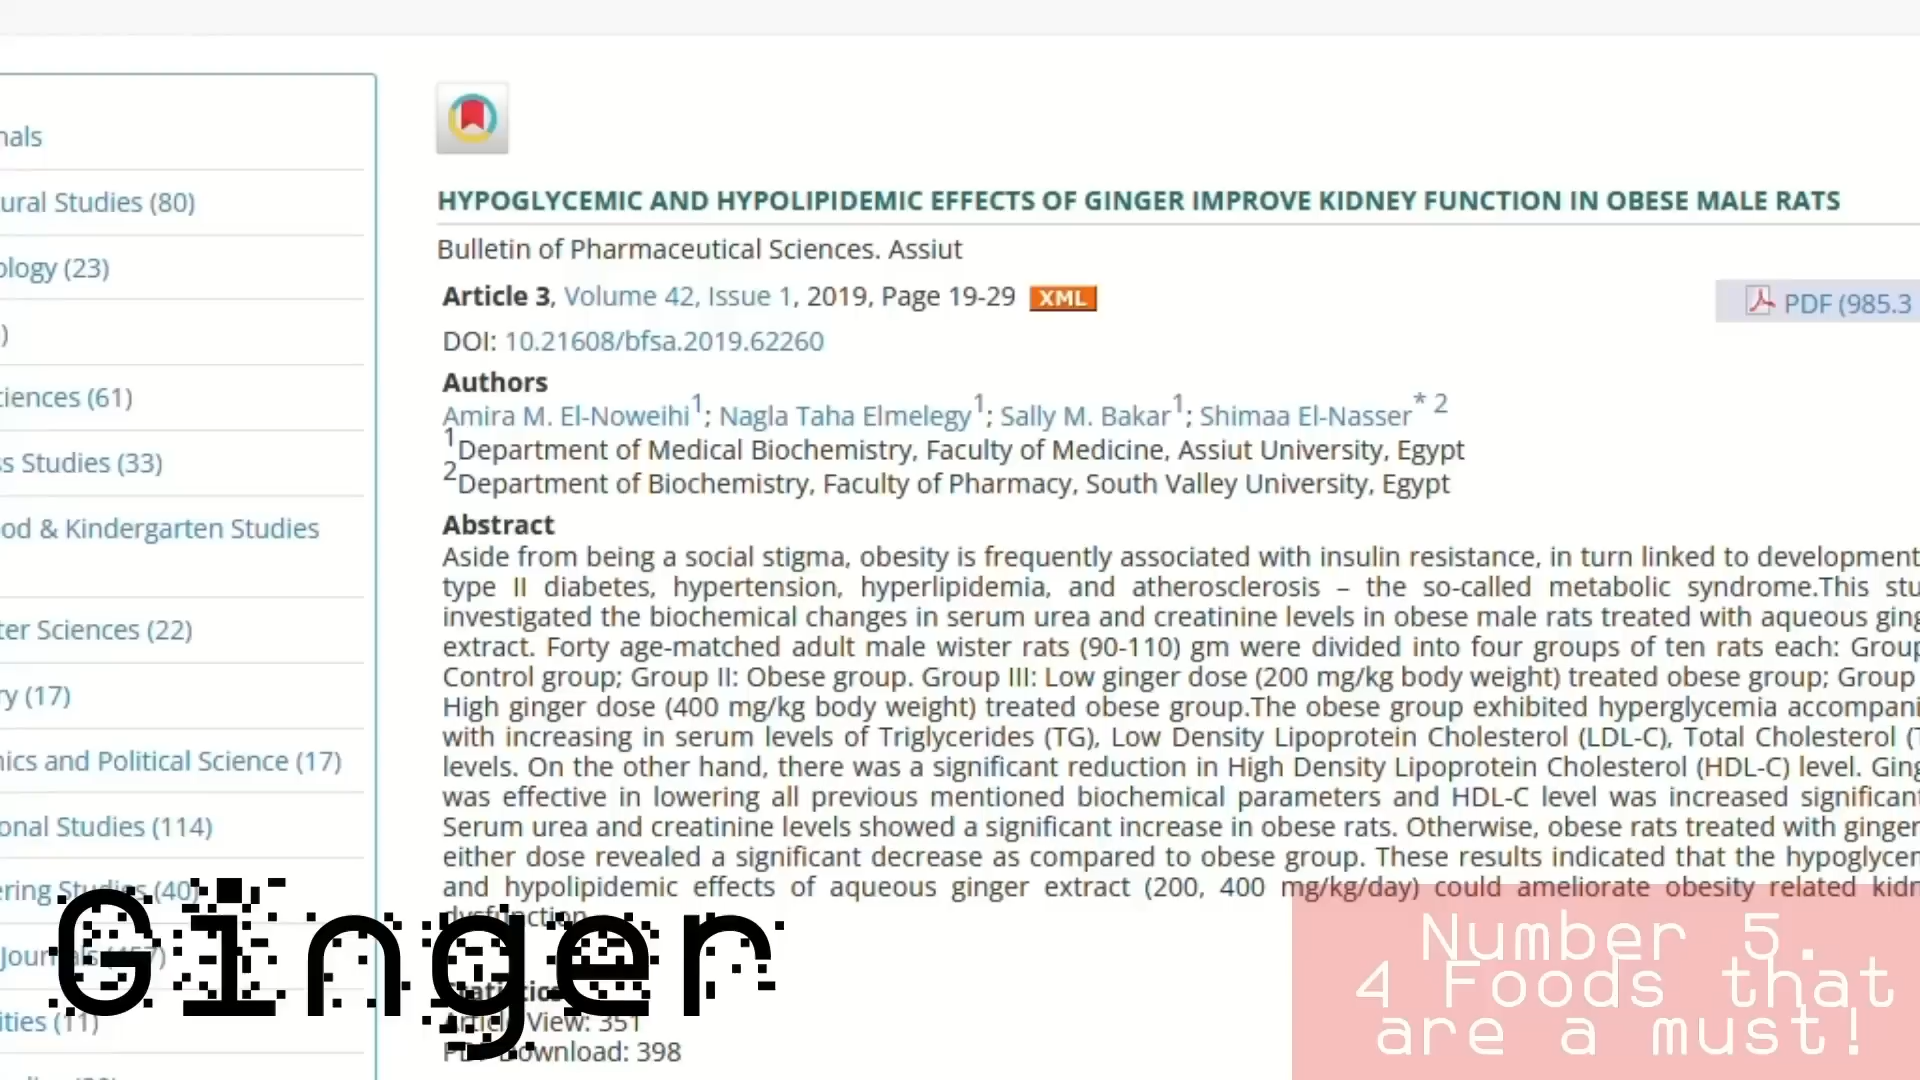 nals
ural Studies (80)
ology (23)
)
iences (61)
s Studies (33)
od & Kindergarten Studies
ter Sciences (22)
ry (17)
nics and Political Science (17)
onal Studies (114)
ering Studies (40)
Journals (457)
ities (11)
HYPOGLYCEMIC AND HYPOLIPIDEMIC EFFECTS OF GINGER IMPROVE KIDNEY FUNCTION IN OBESE MALE RATS
Bulletin of Pharmaceutical Sciences. Assiut
Article 3, Volume 42, Issue 1, 2019, Page 19-29 XML
PDF (985.3
DOI: 10.21608/bfsa.2019.62260
Authors
Amira M. El-Noweihi1; Nagla Taha Elmelegy1; Sally M. Bakar1; Shimaa El-Nasser* 2
1Department of Medical Biochemistry, Faculty of Medicine, Assiut University, Egypt
2Department of Biochemistry, Faculty of Pharmacy, South Valley University, Egypt
Abstract
Aside from being a social stigma, obesity is frequently associated with insulin resistance, in turn linked to development
type II diabetes, hypertension, hyperlipidemia, and atherosclerosis – the so-called metabolic syndrome.This stu
investigated the biochemical changes in serum urea and creatinine levels in obese male rats treated with aqueous ging
extract. Forty age-matched adult male wister rats (90-110) gm were divided into four groups of ten rats each: Group
Control group; Group II: Obese group. Group III: Low ginger dose (200 mg/kg body weight) treated obese group; Group
High ginger dose (400 mg/kg body weight) treated obese group.The obese group exhibited hyperglycemia accompani
with increasing in serum levels of Triglycerides (TG), Low Density Lipoprotein Cholesterol (LDL-C), Total Cholesterol (T
levels. On the other hand, there was a significant reduction in High Density Lipoprotein Cholesterol (HDL-C) level. Ging
was effective in lowering all previous mentioned biochemical parameters and HDL-C level was increased significant
Serum urea and creatinine levels showed a significant increase in obese rats. Otherwise, obese rats treated with ginger
either dose revealed a significant decrease as compared to obese group. These results indicated that the hypoglycem
and hypolipidemic effects of aqueous ginger extract (200, 400 mg/kg/day) could ameliorate obesity related kidn
dysfunction.
Statistics
Article View: 351
PDF Download: 398
Ginger
Number 5.
4 Foods that
are a must!